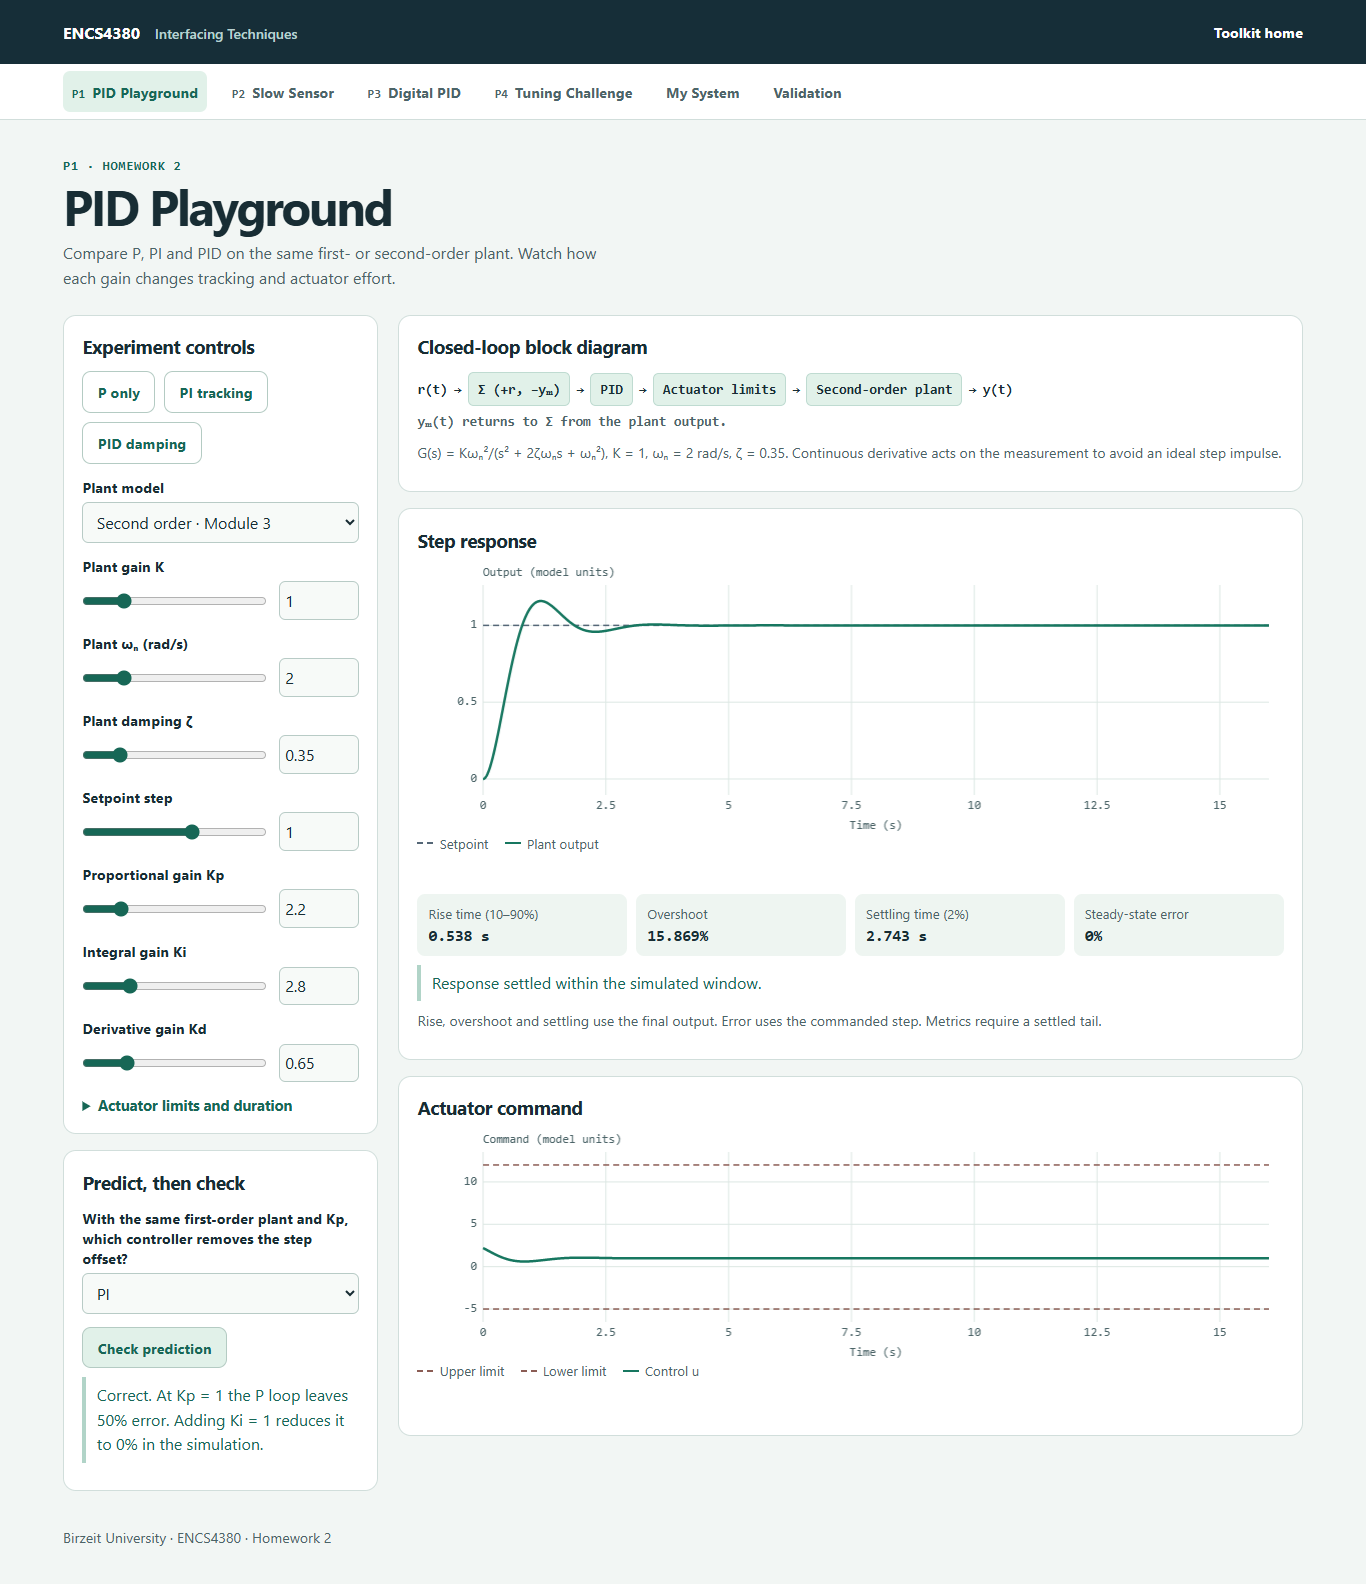 ENCS4380 Interfacing Techniques Toolkit home
P1 PID Playground P2 Slow Sensor P3 Digital PID P4 Tuning Challenge My System Validation
P1 · HOMEWORK 2
PID Playground
Compare P, PI and PID on the same first- or second-order plant. Watch how
each gain changes tracking and actuator effort.
Experiment controls
P only PI tracking
PID damping
Plant model
Second order · Module 3
Plant gain K
1
Plant ωₙ (rad/s)
2
Plant damping ζ
0.35
Setpoint step
1
Proportional gain Kp
2.2
Integral gain Ki
2.8
Derivative gain Kd
0.65
▶ Actuator limits and duration
Predict, then check
With the same first-order plant and Kp,
which controller removes the step
offset?
PI
Check prediction
Correct. At Kp = 1 the P loop leaves
50% error. Adding Ki = 1 reduces it
to 0% in the simulation.
Closed-loop block diagram
r(t) → Σ (+r, −yₘ) → PID → Actuator limits → Second-order plant → y(t)
yₘ(t) returns to Σ from the plant output.
G(s) = Kωₙ²/(s² + 2ζωₙs + ωₙ²), K = 1, ωₙ = 2 rad/s, ζ = 0.35. Continuous derivative acts on the measurement to avoid an ideal step impulse.
Step response
Output (model units)
1
0.5
0
0 2.5 5 7.5 10 12.5 15
Time (s)
Setpoint Plant output
Rise time (10–90%) Overshoot Settling time (2%) Steady-state error
0.538 s 15.869% 2.743 s 0%
Response settled within the simulated window.
Rise, overshoot and settling use the final output. Error uses the commanded step. Metrics require a settled tail.
Actuator command
Command (model units)
10
5
0
-5
0 2.5 5 7.5 10 12.5 15
Time (s)
Upper limit Lower limit Control u
Birzeit University · ENCS4380 · Homework 2